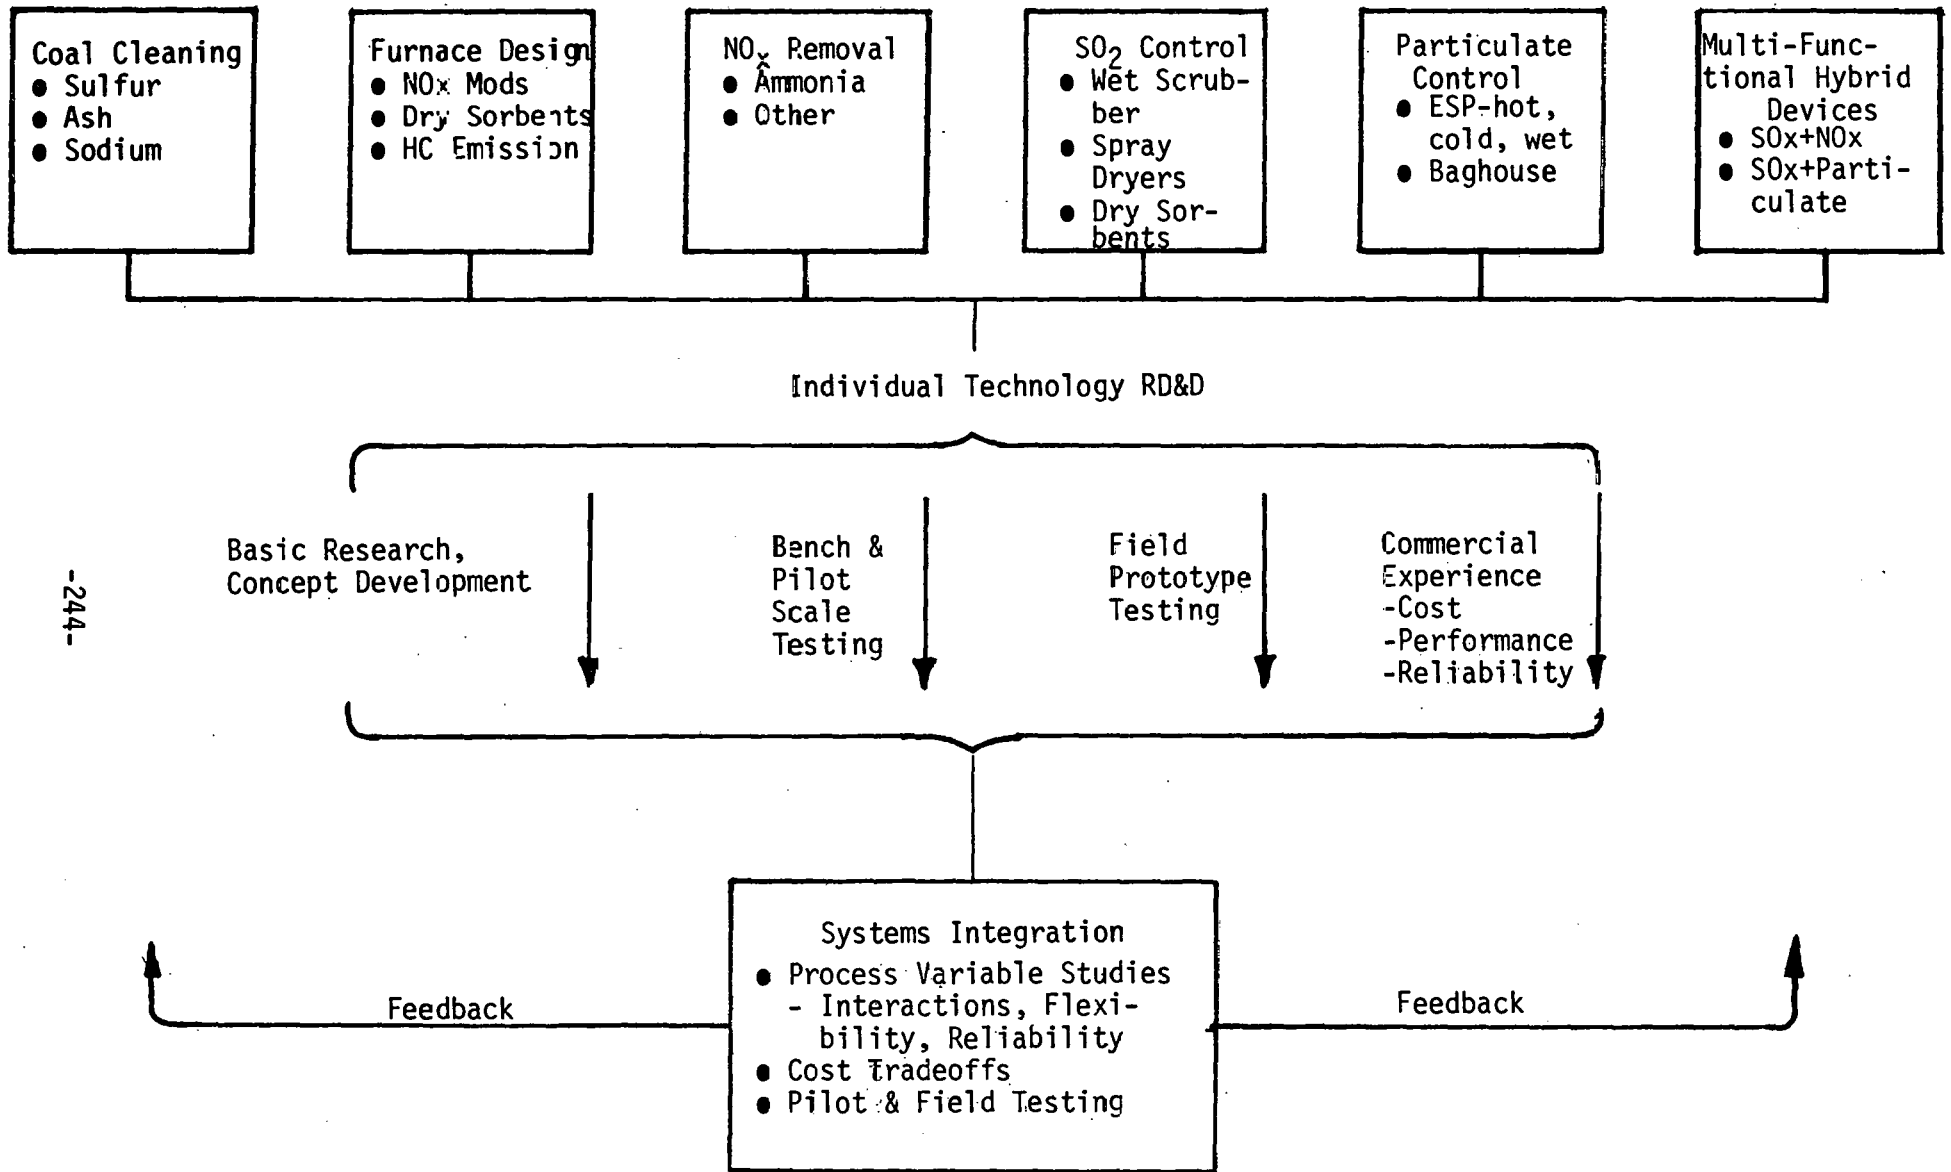 Coal Cleaning
● Sulfur
● Ash
● Sodium
Furnace Design
● NOx Mods
● Dry Sorbents
● HC Emission
NOx Removal
● Ammonia
● Other
SO2 Control
● Wet Scrub-
ber
● Spray
Dryers
● Dry Sor-
bents
Particulate
Control
● ESP-hot,
cold, wet
● Baghouse
Multi-Func-
tional Hybrid
Devices
● SOx+NOx
● SOx+Parti-
culate
Individual Technology RD&D
Basic Research,
Concept Development
Bench &
Pilot
Scale
Testing
Field
Prototype
Testing
Commercial
Experience
-Cost
-Performance
-Reliability
-244-
Systems Integration
● Process Variable Studies
- Interactions, Flexi-
bility, Reliability
● Cost Tradeoffs
● Pilot & Field Testing
Feedback
Feedback